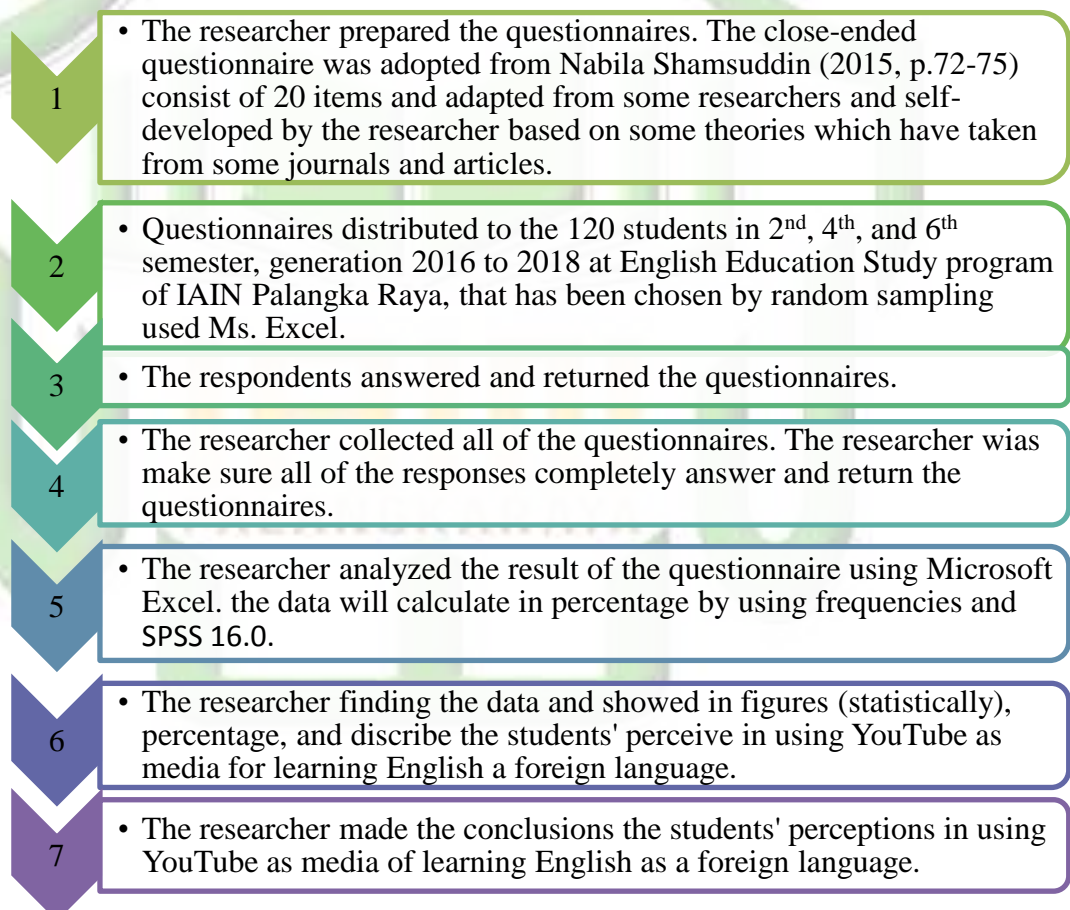 1
• The researcher prepared the questionnaires. The close-ended
questionnaire was adopted from Nabila Shamsuddin (2015, p.72-75)
consist of 20 items and adapted from some researchers and self-
developed by the researcher based on some theories which have taken
from some journals and articles.
2
• Questionnaires distributed to the 120 students in 2nd, 4th, and 6th
semester, generation 2016 to 2018 at English Education Study program
of IAIN Palangka Raya, that has been chosen by random sampling
used Ms. Excel.
3
• The respondents answered and returned the questionnaires.
4
• The researcher collected all of the questionnaires. The researcher wias
make sure all of the responses completely answer and return the
questionnaires.
5
• The researcher analyzed the result of the questionnaire using Microsoft
Excel. the data will calculate in percentage by using frequencies and
SPSS 16.0.
6
• The researcher finding the data and showed in figures (statistically),
percentage, and discribe the students' perceive in using YouTube as
media for learning English a foreign language.
7
• The researcher made the conclusions the students' perceptions in using
YouTube as media of learning English as a foreign language.